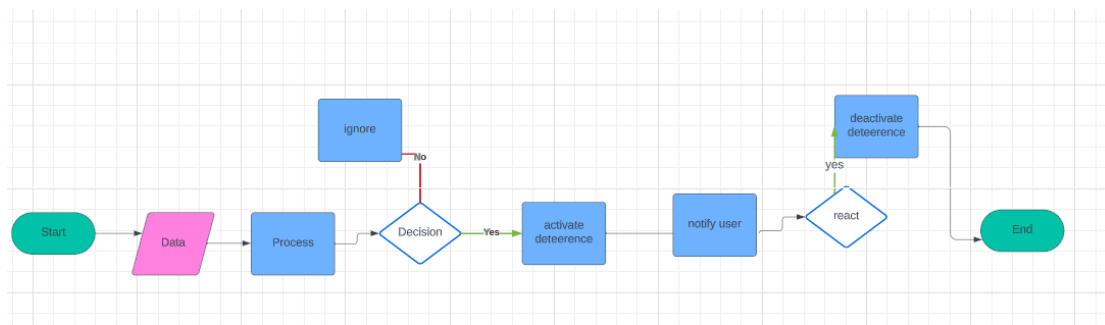 Start
Data
Process
Decision
No
ignore
Yes
activate
deteerence
notify user
react
yes
deactivate
deteerence
End